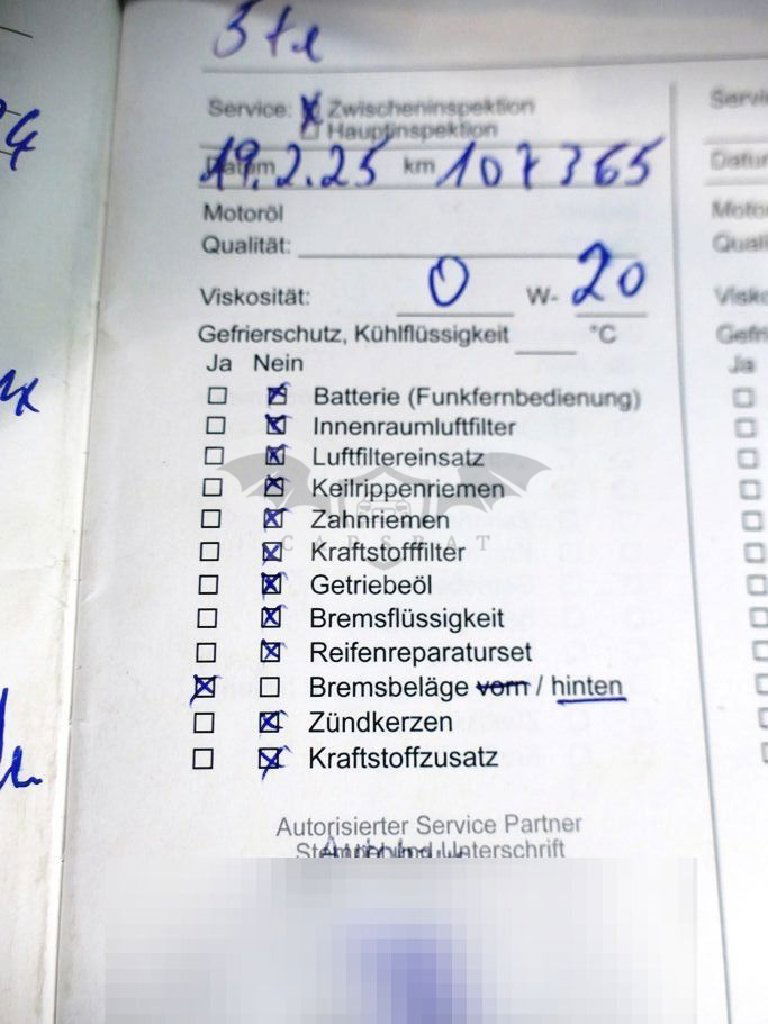 Service: Zwischeninspektion
Hauptinspektion
Datum 19.2.25 km 107365
Motoröl
Qualität:
Viskosität: 0 W- 20
Gefrierschutz, Kühlflüssigkeit °C
Ja Nein
Batterie (Funkfernbedienung)
Innenraumluftfilter
Luftfiltereinsatz
Keilrippenriemen
Zahnriemen
CARSBAT
Kraftstofffilter
Getriebeöl
Bremsflüssigkeit
Reifenreparaturset
Bremsbeläge vorn / hinten
Zündkerzen
Kraftstoffzusatz
Autorisierter Service Partner
Stempel und Unterschrift